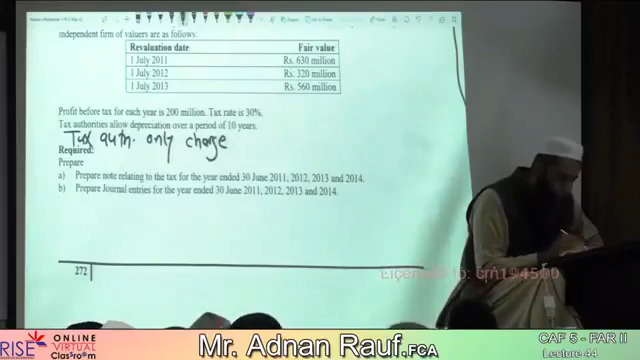 independent firm of valuers are as follows.
Revaluation date Fair value
1 July 2011 Rs. 630 million
1 July 2012 Rs. 320 million
1 July 2013 Rs. 560 million
Profit before tax for each year is 200 million. Tax rate is 30%.
Tax authorities allow depreciation over a period of 10 years.
Tax auth. only charge
Required:
Prepare
a) Prepare note relating to the tax for the year ended 30 June 2011, 2012, 2013 and 2014.
b) Prepare Journal entries for the year ended 30 June 2011, 2012, 2013 and 2014.
272
RISE ONLINE VIRTUAL Classroom
Mr. Adnan Rauf.FCA
CAF 5 - FAR II
Lecture 44